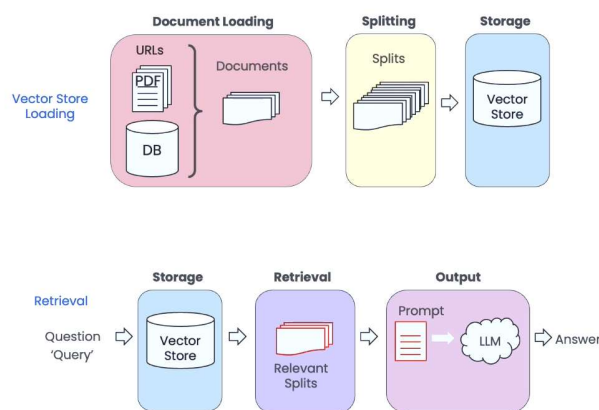 Document Loading
Splitting
Storage
URLs
PDF
DB
Documents
Splits
Vector
Store
Vector Store
Loading
Storage
Retrieval
Output
Retrieval
Question
‘Query’
Vector
Store
Relevant
Splits
Prompt
LLM
Answer